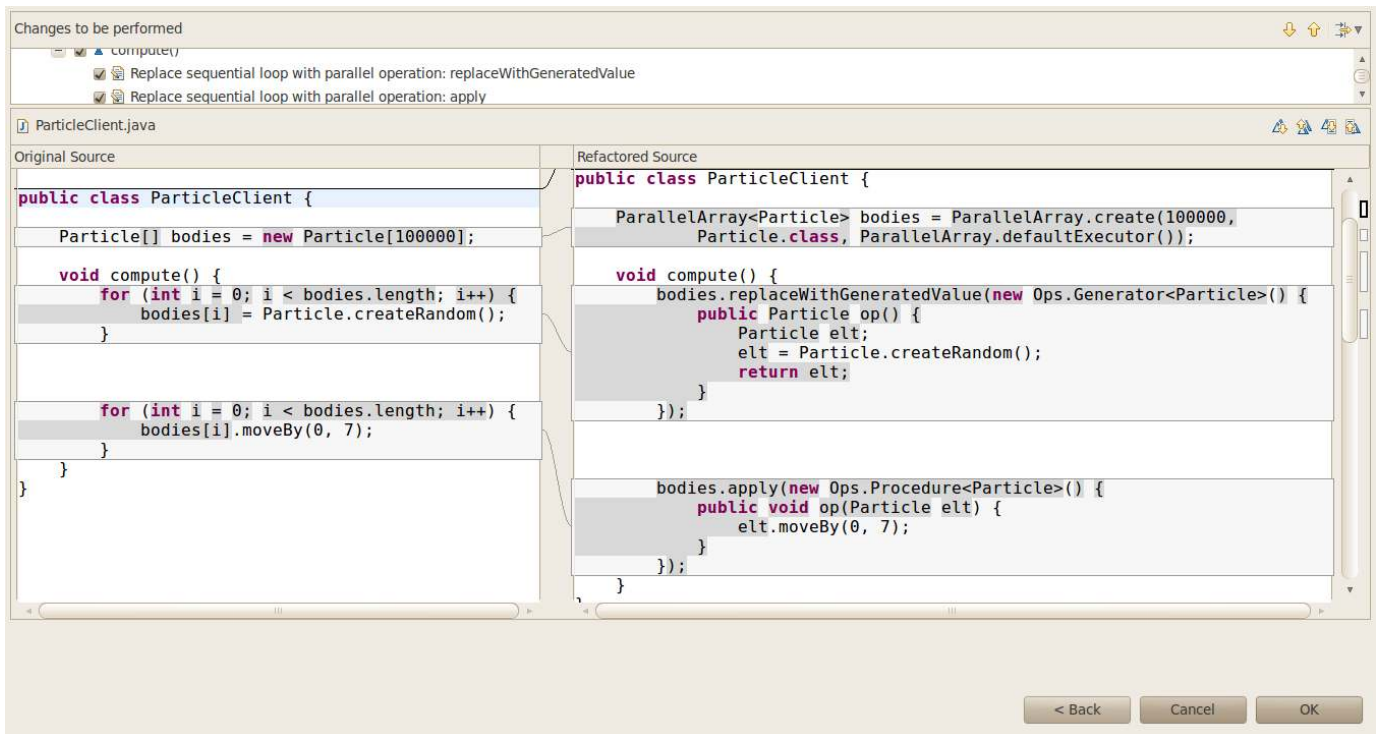 Changes to be performed
compute()
Replace sequential loop with parallel operation: replaceWithGeneratedValue
Replace sequential loop with parallel operation: apply
ParticleClient.java
Original Source
public class ParticleClient {
Particle[] bodies = new Particle[100000];
void compute() {
for (int i = 0; i < bodies.length; i++) {
bodies[i] = Particle.createRandom();
}
for (int i = 0; i < bodies.length; i++) {
bodies[i].moveBy(0, 7);
}
}
}
Refactored Source
public class ParticleClient {
ParallelArray<Particle> bodies = ParallelArray.create(100000,
Particle.class, ParallelArray.defaultExecutor());
void compute() {
bodies.replaceWithGeneratedValue(new Ops.Generator<Particle>() {
public Particle op() {
Particle elt;
elt = Particle.createRandom();
return elt;
}
});
bodies.apply(new Ops.Procedure<Particle>() {
public void op(Particle elt) {
elt.moveBy(0, 7);
}
});
}
< Back
Cancel
OK